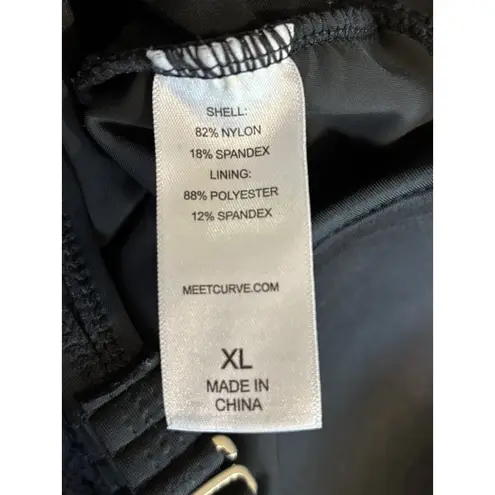 SHELL:
82% NYLON
18% SPANDEX
LINING:
88% POLYESTER
12% SPANDEX
MEETCURVE.COM
XL
MADE IN
CHINA